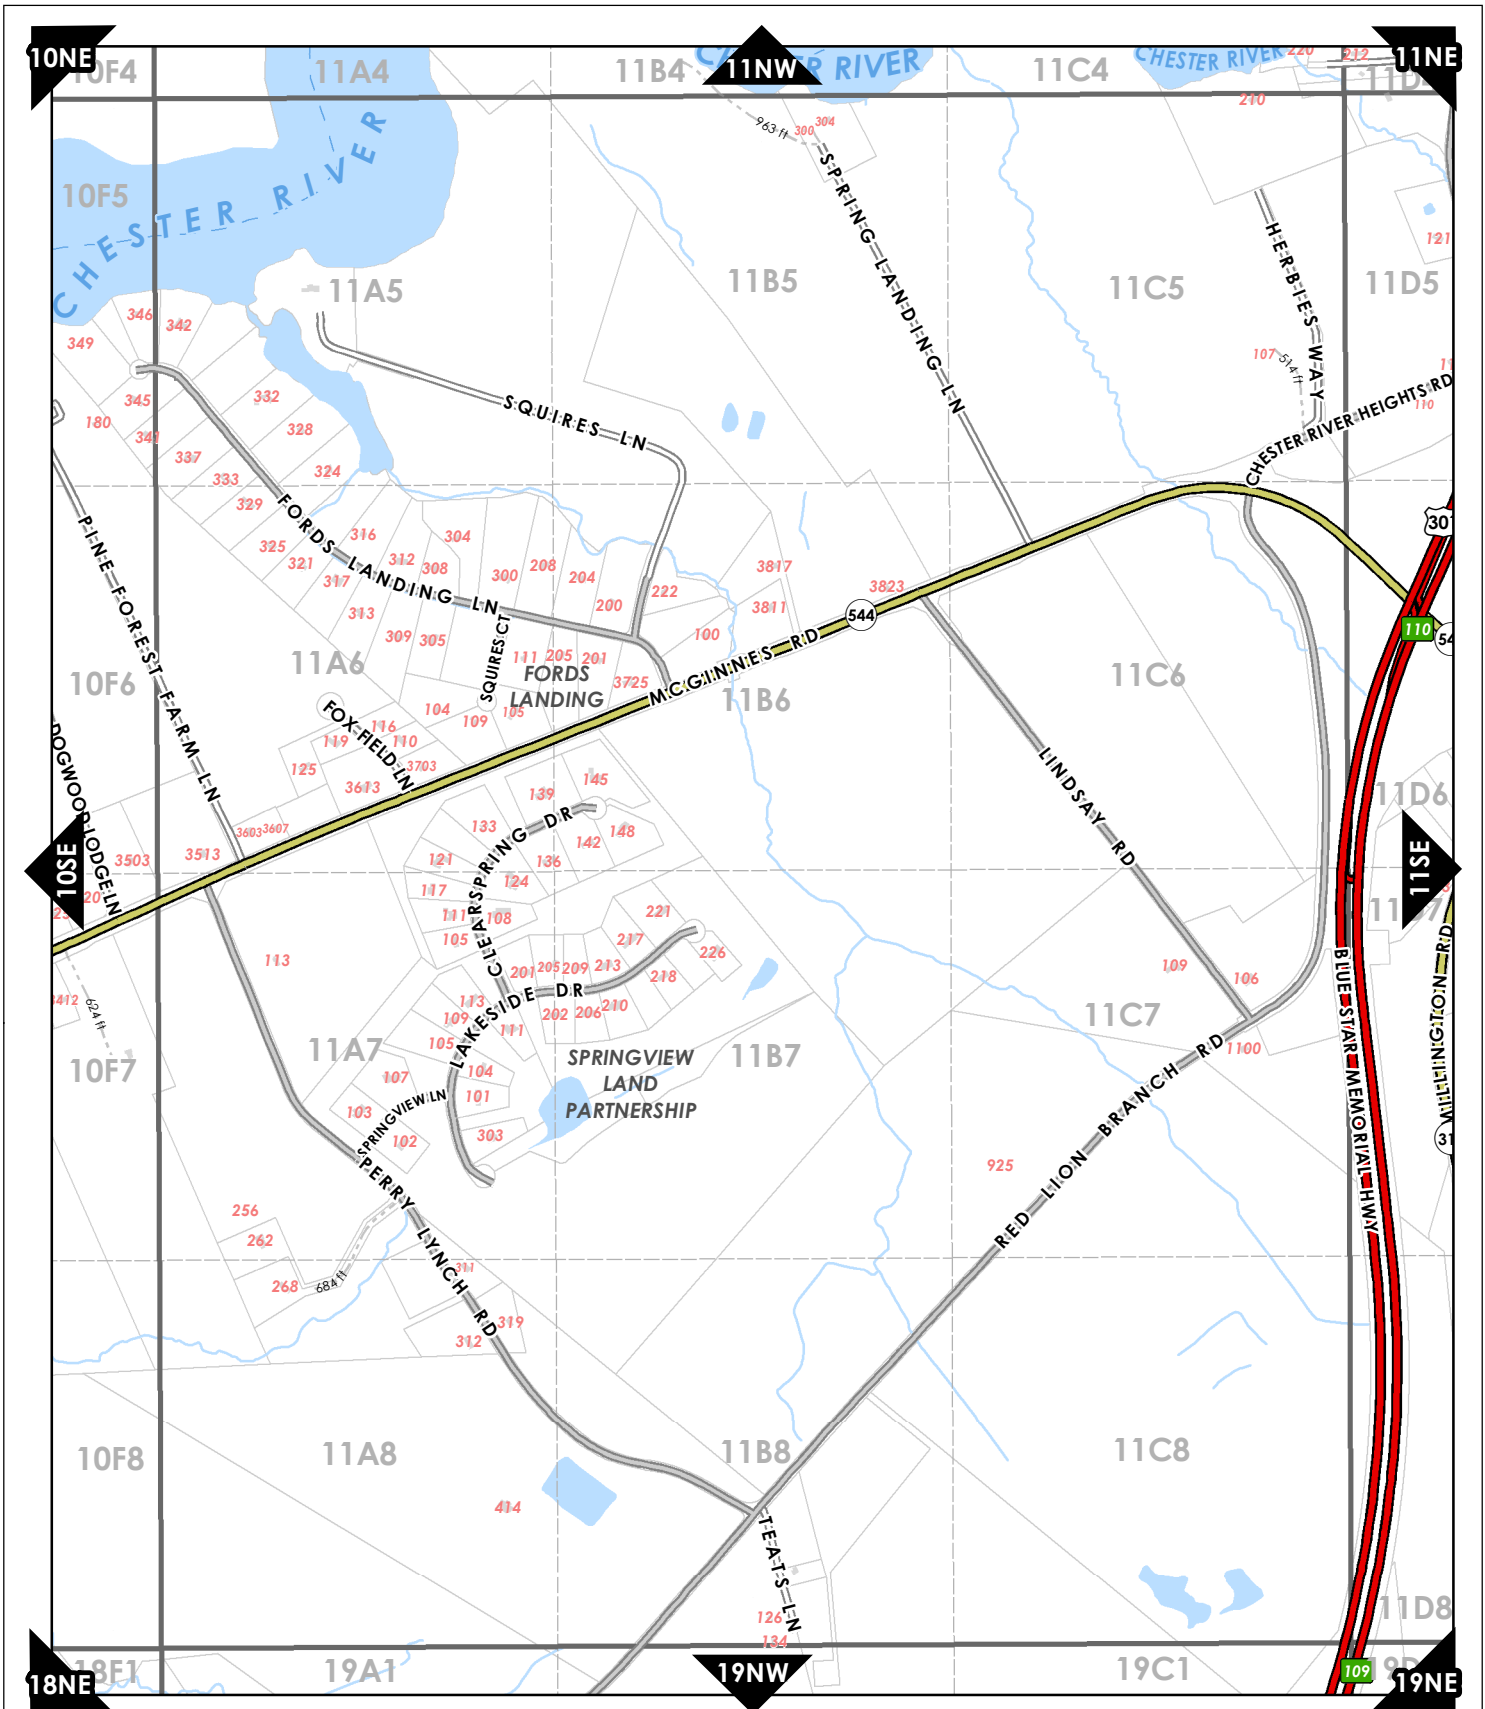 10NE
10F4
11A4
11B4
CHESTER RIVER
11NW
11C4
CHESTER RIVER
220
212
11NE
210
963 ft
300
304
10F5
CHESTER RIVER
SPRING LANDING LN
121
HERBIES WAY
11A5
11B5
11C5
11D5
346
342
349
107
514 ft
110
CHESTER RIVER HEIGHTS RD
345
332
180
341
328
SQUIRES LN
337
333
324
329
FORDS LANDING LN
PINE FOREST FARM LN
316
304
325
321
312
308
317
300
208
204
200
222
3817
3823
3811
544
301
110
313
309
305
SQUIRES CT
111
205
201
100
MCGINNES RD
11A6
FORDS
LANDING
3725
11B6
11C6
10F6
104
109
105
FOX FIELD LN
116
119
110
125
3613
3703
DOGWOOD LODGE LN
LINDSAY RD
145
139
11D6
3603
3607
133
CLEARSPRING DR
148
142
3503
3513
121
136
10SE
11SE
117
124
111
108
105
221
217
226
113
201
205
209
213
218
LAKESIDE DR
109
106
113
109
202
206
210
111
11C7
3412
624 ft
105
11A7
10F7
104
107
101
SPRINGVIEW LN
103
102
303
SPRINGVIEW
LAND
PARTNERSHIP
11B7
1100
RED LION BRANCH RD
BLUE STAR MEMORIAL HWY
MILLINGTON RD
925
PERRY LYNCH RD
256
262
268
684 ft
311
319
312
10F8
11A8
11B8
11C8
414
TEATS LN
126
134
11D8
18NE
18F1
19A1
19NW
19C1
109
19NE